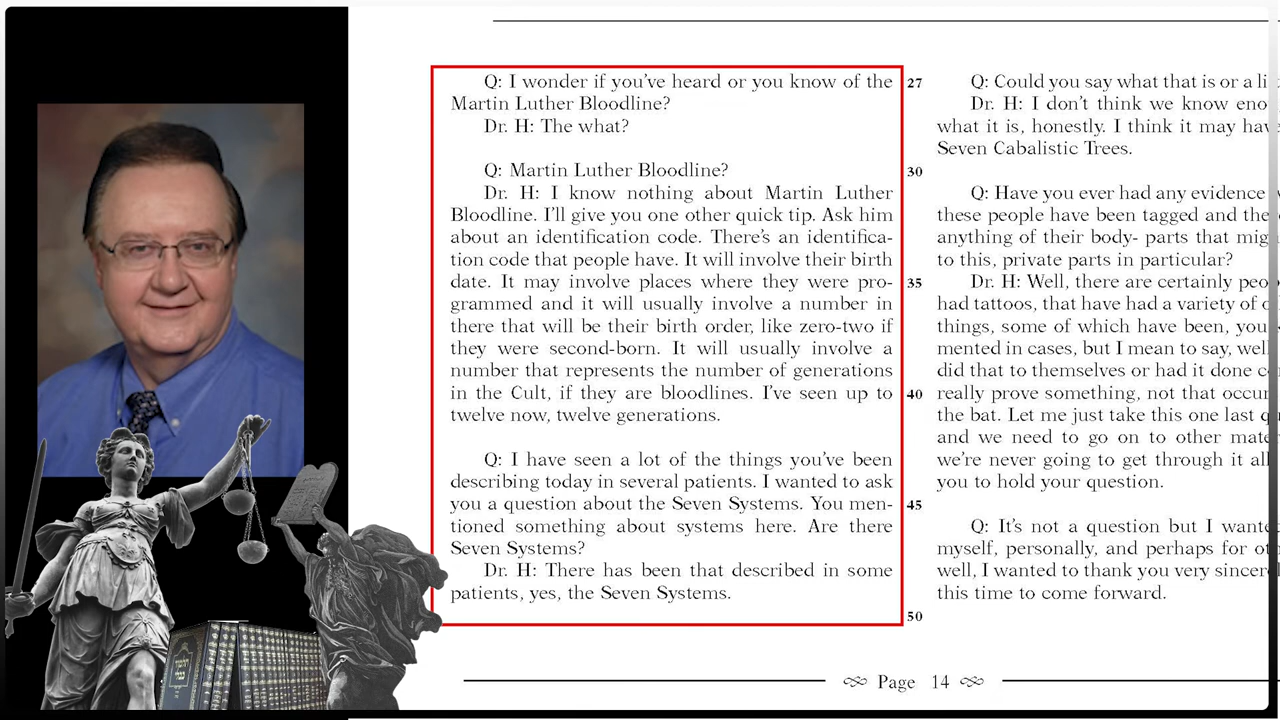 Q: I wonder if you've heard or you know of the
Martin Luther Bloodline?
Dr. H: The what?
Q: Martin Luther Bloodline?
Dr. H: I know nothing about Martin Luther
Bloodline. I'll give you one other quick tip. Ask him
about an identification code. There's an identifica-
tion code that people have. It will involve their birth
date. It may involve places where they were pro-
grammed and it will usually involve a number in
there that will be their birth order, like zero-two if
they were second-born. It will usually involve a
number that represents the number of generations
in the Cult, if they are bloodlines. I've seen up to
twelve now, twelve generations.
Q: I have seen a lot of the things you've been
describing today in several patients. I wanted to ask
you a question about the Seven Systems. You men-
tioned something about systems here. Are there
Seven Systems?
Dr. H: There has been that described in some
patients, yes, the Seven Systems.
27
30
35
40
45
50
Q: Could you say what that is or a
Dr. H: I don't think we know
what it is, honestly. I think it may
Seven Cabalistic Trees.
Q: Have you ever had any evidence
these people have been tagged and
anything of their body- parts that
to this, private parts in particular?
Dr. H: Well, there are certainly
had tattoos, that have had a variety of
things, some of which have been, you
mented in cases, but I mean to say,
did that to themselves or had it done
really prove something, not that
the bat. Let me just take this one last
and we need to go on to other
we're never going to get through it
you to hold your question.
Q: It's not a question but I
myself, personally, and perhaps for
well, I wanted to thank you very
this time to come forward.
Page 14